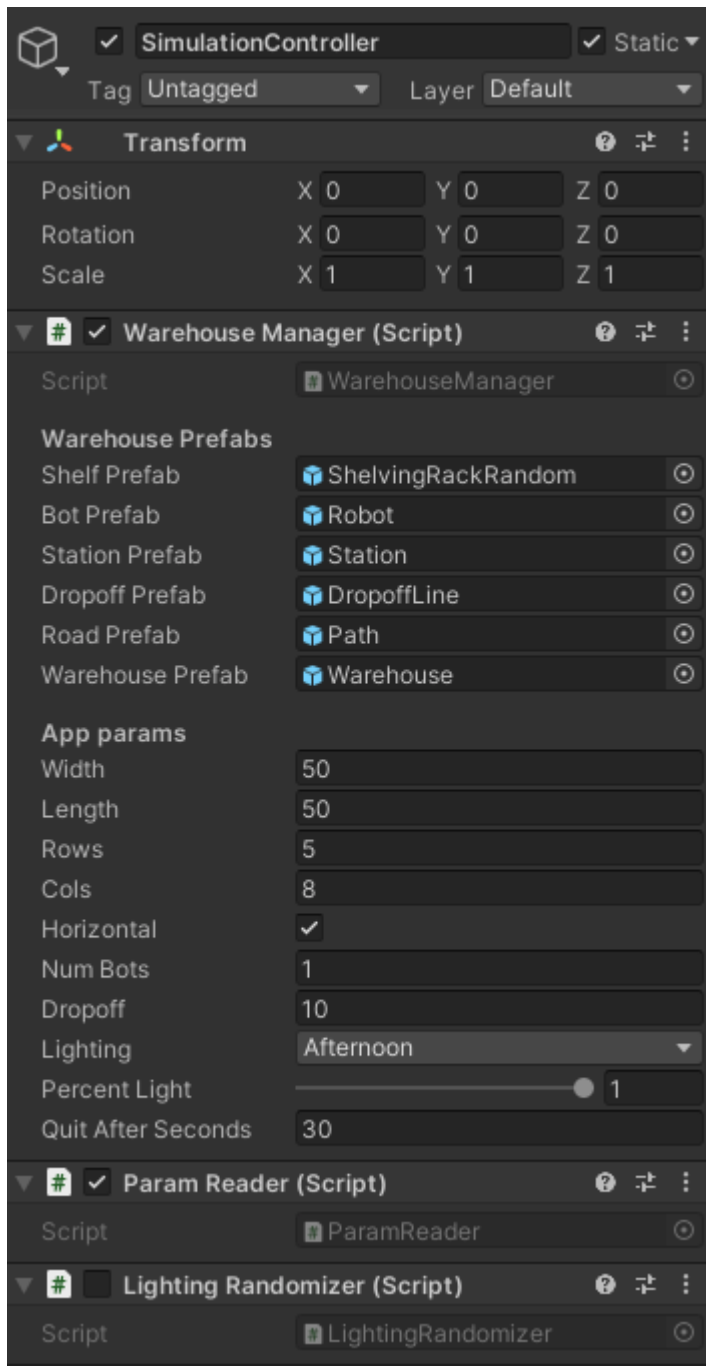 SimulationController Static
Tag Untagged Layer Default
Transform
Position X 0 Y 0 Z 0
Rotation X 0 Y 0 Z 0
Scale X 1 Y 1 Z 1
# Warehouse Manager (Script)
Script # WarehouseManager
Warehouse Prefabs
Shelf Prefab ShelvingRackRandom
Bot Prefab Robot
Station Prefab Station
Dropoff Prefab DropoffLine
Road Prefab Path
Warehouse Prefab Warehouse
App params
Width 50
Length 50
Rows 5
Cols 8
Horizontal
Num Bots 1
Dropoff 10
Lighting Afternoon
Percent Light 1
Quit After Seconds 30
# Param Reader (Script)
Script # ParamReader
# Lighting Randomizer (Script)
Script # LightingRandomizer